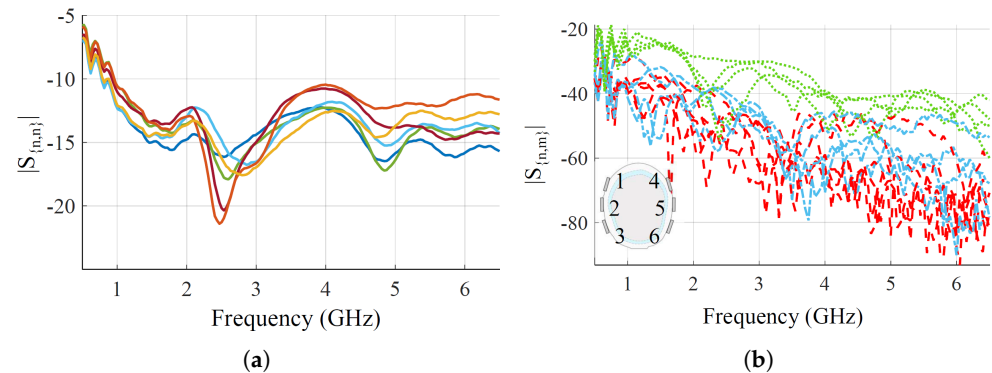 -5
-10
-15
-20
|S{n,n}|
1 2 3 4 5 6
Frequency (GHz)
(a)
-20
-40
-60
-80
|S{n,m}|
1 4
2 5
3 6
1 2 3 4 5 6
Frequency (GHz)
(b)